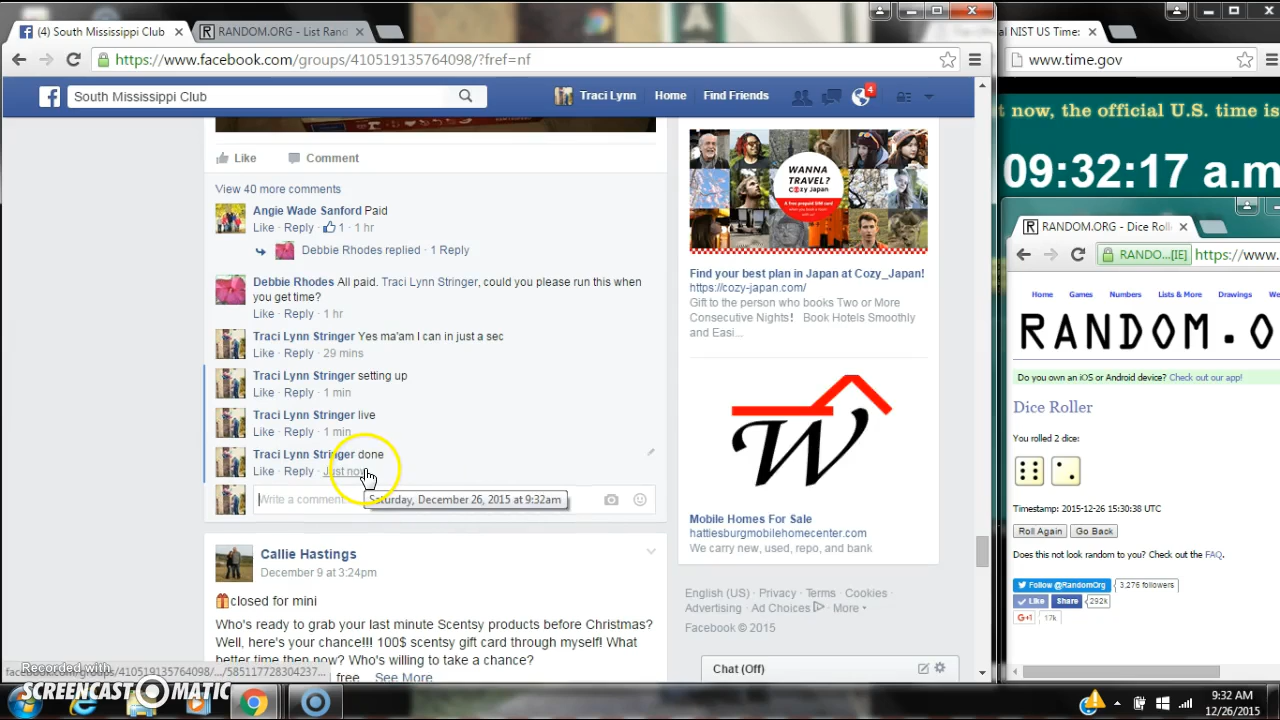 (4) South Mississippi Club
RANDOM.ORG - List Rand
https://www.facebook.com/groups/410519135764098/?fref=nf
South Mississippi Club
Traci Lynn
Home
Find Friends
4
Like
Comment
View 40 more comments
Angie Wade Sanford Paid
Like · Reply · 1 · 1 hr
Debbie Rhodes replied · 1 Reply
Debbie Rhodes All paid. Traci Lynn Stringer, could you please run this when
you get time?
Like · Reply · 1 hr
Traci Lynn Stringer Yes ma'am I can in just a sec
Like · Reply · 29 mins
Traci Lynn Stringer setting up
Like · Reply · 1 min
Traci Lynn Stringer live
Like · Reply · 1 min
Traci Lynn Stringer done
Like · Reply · Just now
Write a comment
Saturday, December 26, 2015 at 9:32am
Callie Hastings
December 9 at 3:24pm
closed for mini
Who's ready to grab your last minute Scentsy products before Christmas?
Well, here's your chance!!! 100$ scentsy gift card through myself! What
better time then now? Who's willing to take a chance?
free See More
facebook.com/groups/410519135764098/.../585117728304237...
Recorded with
SCREENCAST-O-MATIC
WANNA
TRAVEL?
Cozy Japan
A free prepaid SIM card
Find your best plan in Japan at Cozy_Japan!
https://cozy-japan.com/
Gift to the person who books Two or More
Consecutive Nights！ Book Hotels Smoothly
and Easi...
W
Mobile Homes For Sale
hattiesburgmobilehomecenter.com
We carry new, used, repo, and bank
English (US) · Privacy · Terms · Cookies ·
Advertising · Ad Choices · More
Facebook © 2015
Chat (Off)
NIST US Time:
www.time.gov
now, the official U.S. time is
09:32:17 a.m
RANDOM.ORG - Dice Roll
RANDO...[IE]
https://www.
Home
Games
Numbers
Lists & More
Drawings
We
RANDOM.O
Do you own an iOS or Android device? Check out our app!
Dice Roller
You rolled 2 dice:
Timestamp: 2015-12-26 15:30:38 UTC
Roll Again
Go Back
Does this not look random to you? Check out the FAQ.
Follow @RandomOrg
3,276 followers
Like
Share
292k
G+1
17k
9:32 AM
12/26/2015